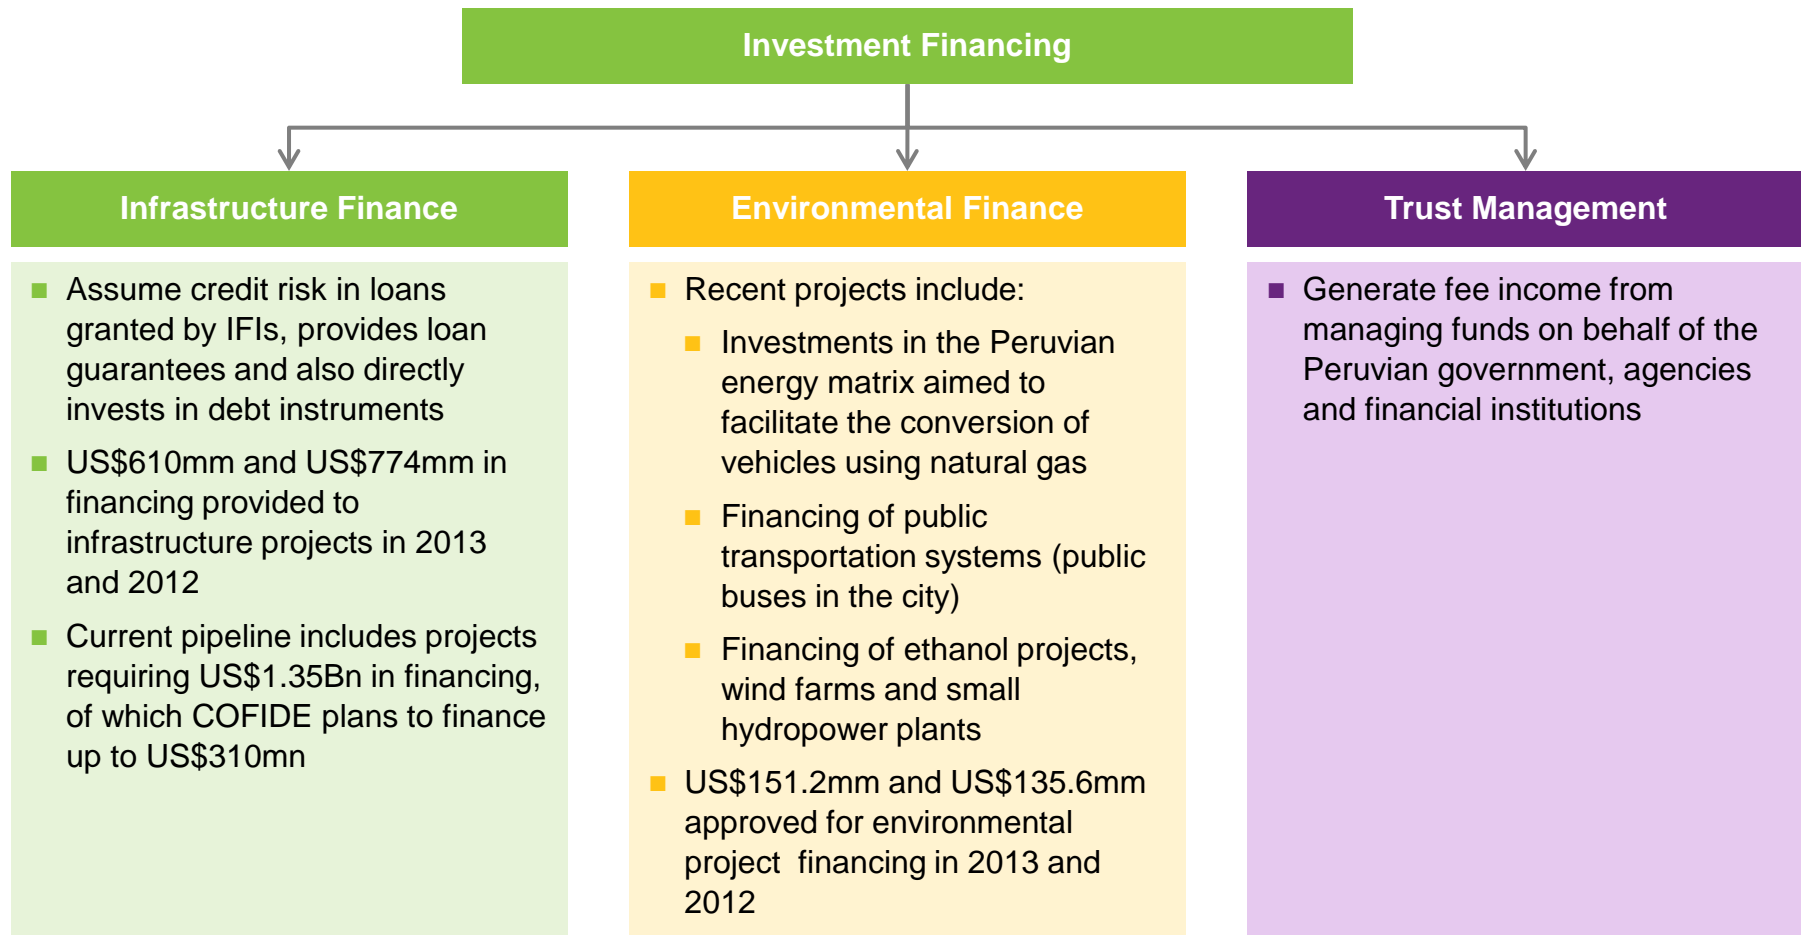 Investment Financing
Infrastructure Finance
Assume credit risk in loans
granted by IFIs, provides loan
guarantees and also directly
invests in debt instruments
US$610mm and US$774mm in
financing provided to
infrastructure projects in 2013
and 2012
Current pipeline includes projects
requiring US$1.35Bn in financing,
of which COFIDE plans to finance
up to US$310mn
Environmental Finance
Recent projects include:
Investments in the Peruvian
energy matrix aimed to
facilitate the conversion of
vehicles using natural gas
Financing of public
transportation systems (public
buses in the city)
Financing of ethanol projects,
wind farms and small
hydropower plants
US$151.2mm and US$135.6mm
approved for environmental
project  financing in 2013 and
2012
Trust Management
Generate fee income from
managing funds on behalf of the
Peruvian government, agencies
and financial institutions